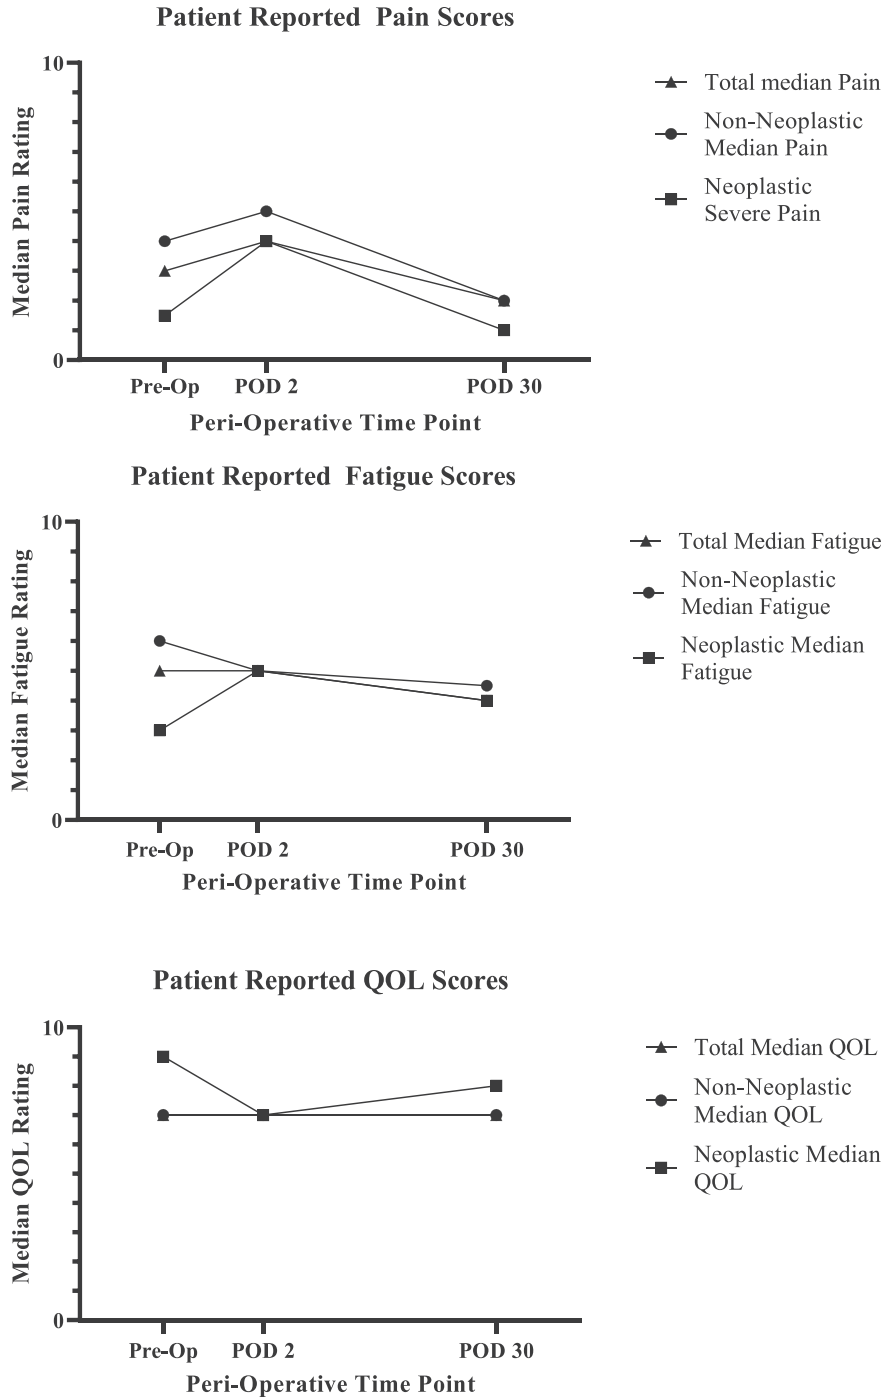 Patient Reported Pain Scores
10
0
Median Pain Rating
Pre-Op POD 2 POD 30
Peri-Operative Time Point
Total median Pain
Non-Neoplastic
Median Pain
Neoplastic
Severe Pain
Patient Reported Fatigue Scores
10
0
Median Fatigue Rating
Pre-Op POD 2 POD 30
Peri-Operative Time Point
Total Median Fatigue
Non-Neoplastic
Median Fatigue
Neoplastic Median
Fatigue
Patient Reported QOL Scores
10
0
Median QOL Rating
Pre-Op POD 2 POD 30
Peri-Operative Time Point
Total Median QOL
Non-Neoplastic
Median QOL
Neoplastic Median
QOL